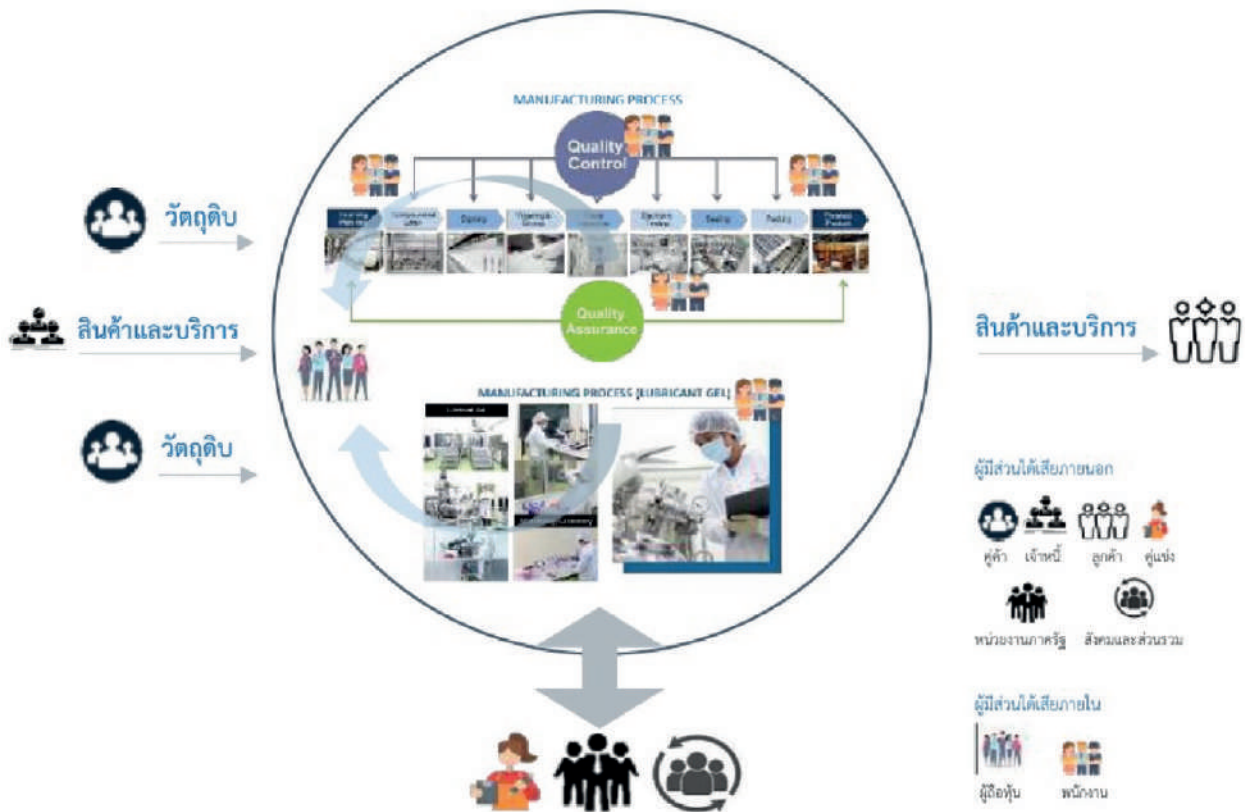 MANUFACTURING PROCESS
Quality
Control
วัตถุดิบ
Dipping
Packing
Quality
Assurance
สินค้าและบริการ
สินค้าและบริการ
MANUFACTURING PROCESS (LUBRICANT GEL)
วัตถุดิบ
ผู้มีส่วนได้เสียภายนอก
คู่ค้า เจ้าหนี้ ลูกค้า คู่แข่ง
หน่วยงานภาครัฐ สังคมและส่วนรวม
ผู้มีส่วนได้เสียภายใน
ผู้ถือหุ้น พนักงาน